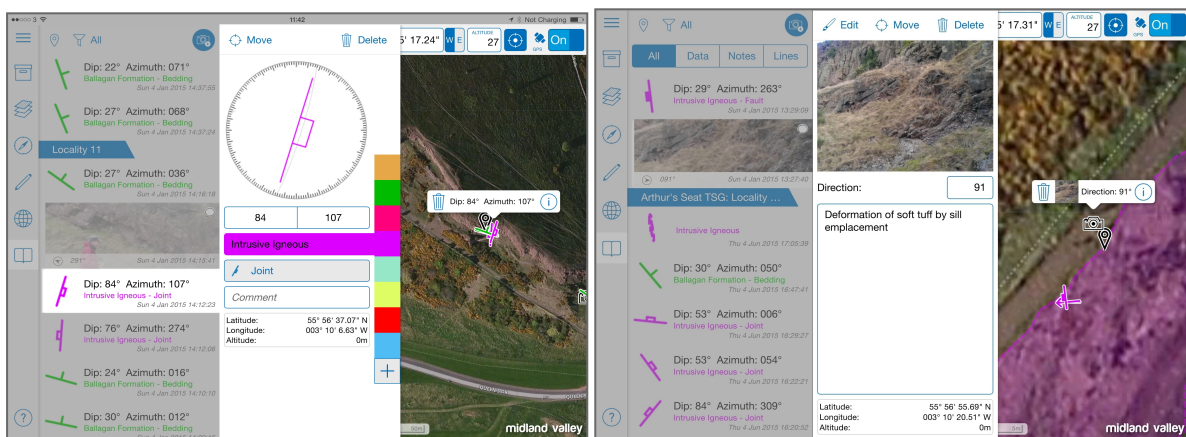 3
11:42
Not Charging
All
Dip: 22° Azimuth: 071°
Ballagan Formation - Bedding
Sun 4 Jan 2015 14:37:55
Dip: 27° Azimuth: 068°
Ballagan Formation - Bedding
Sun 4 Jan 2015 14:37:24
Locality 11
Dip: 27° Azimuth: 036°
Ballagan Formation - Bedding
Sun 4 Jan 2015 14:16:18
291°
Sun 4 Jan 2015 14:13:41
Dip: 84° Azimuth: 107°
Intrusive Igneous - Joint
Sun 4 Jan 2015 14:12:23
Dip: 76° Azimuth: 274°
Intrusive Igneous - Joint
Sun 4 Jan 2015 14:12:06
Dip: 24° Azimuth: 016°
Ballagan Formation - Bedding
Sun 4 Jan 2015 14:10:10
Dip: 30° Azimuth: 012°
Ballagan Formation - Bedding
Move
Delete
84
107
Intrusive Igneous
Joint
Comment
Latitude: 55° 56' 37.07" N
Longitude: 003° 10' 6.63" W
Altitude: 0m
5' 17.24"
W E
ALTITUDE
27
GPS
On
Dip: 84° Azimuth: 107°
midland valley
All
All
Data
Notes
Lines
Dip: 29° Azimuth: 263°
Intrusive Igneous - Fault
Sun 4 Jan 2015 13:29:09
091°
Sun 4 Jan 2015 13:27:40
Arthur's Seat TSG: Locality ...
Intrusive Igneous
Thu 4 Jun 2015 17:05:39
Dip: 30° Azimuth: 050°
Ballagan Formation - Bedding
Thu 4 Jun 2015 16:47:41
Dip: 53° Azimuth: 006°
Intrusive Igneous - Joint
Thu 4 Jun 2015 16:29:27
Dip: 53° Azimuth: 054°
Intrusive Igneous - Joint
Thu 4 Jun 2015 16:22:21
Dip: 84° Azimuth: 309°
Intrusive Igneous - Joint
Thu 4 Jun 2015 16:20:52
Edit
Move
Delete
Direction:
91
Deformation of soft tuff by sill
emplacement
Latitude: 55° 56' 55.69" N
Longitude: 003° 10' 20.51" W
Altitude: 0m
5' 17.31"
W E
ALTITUDE
27
GPS
On
Direction: 91°
midland valley